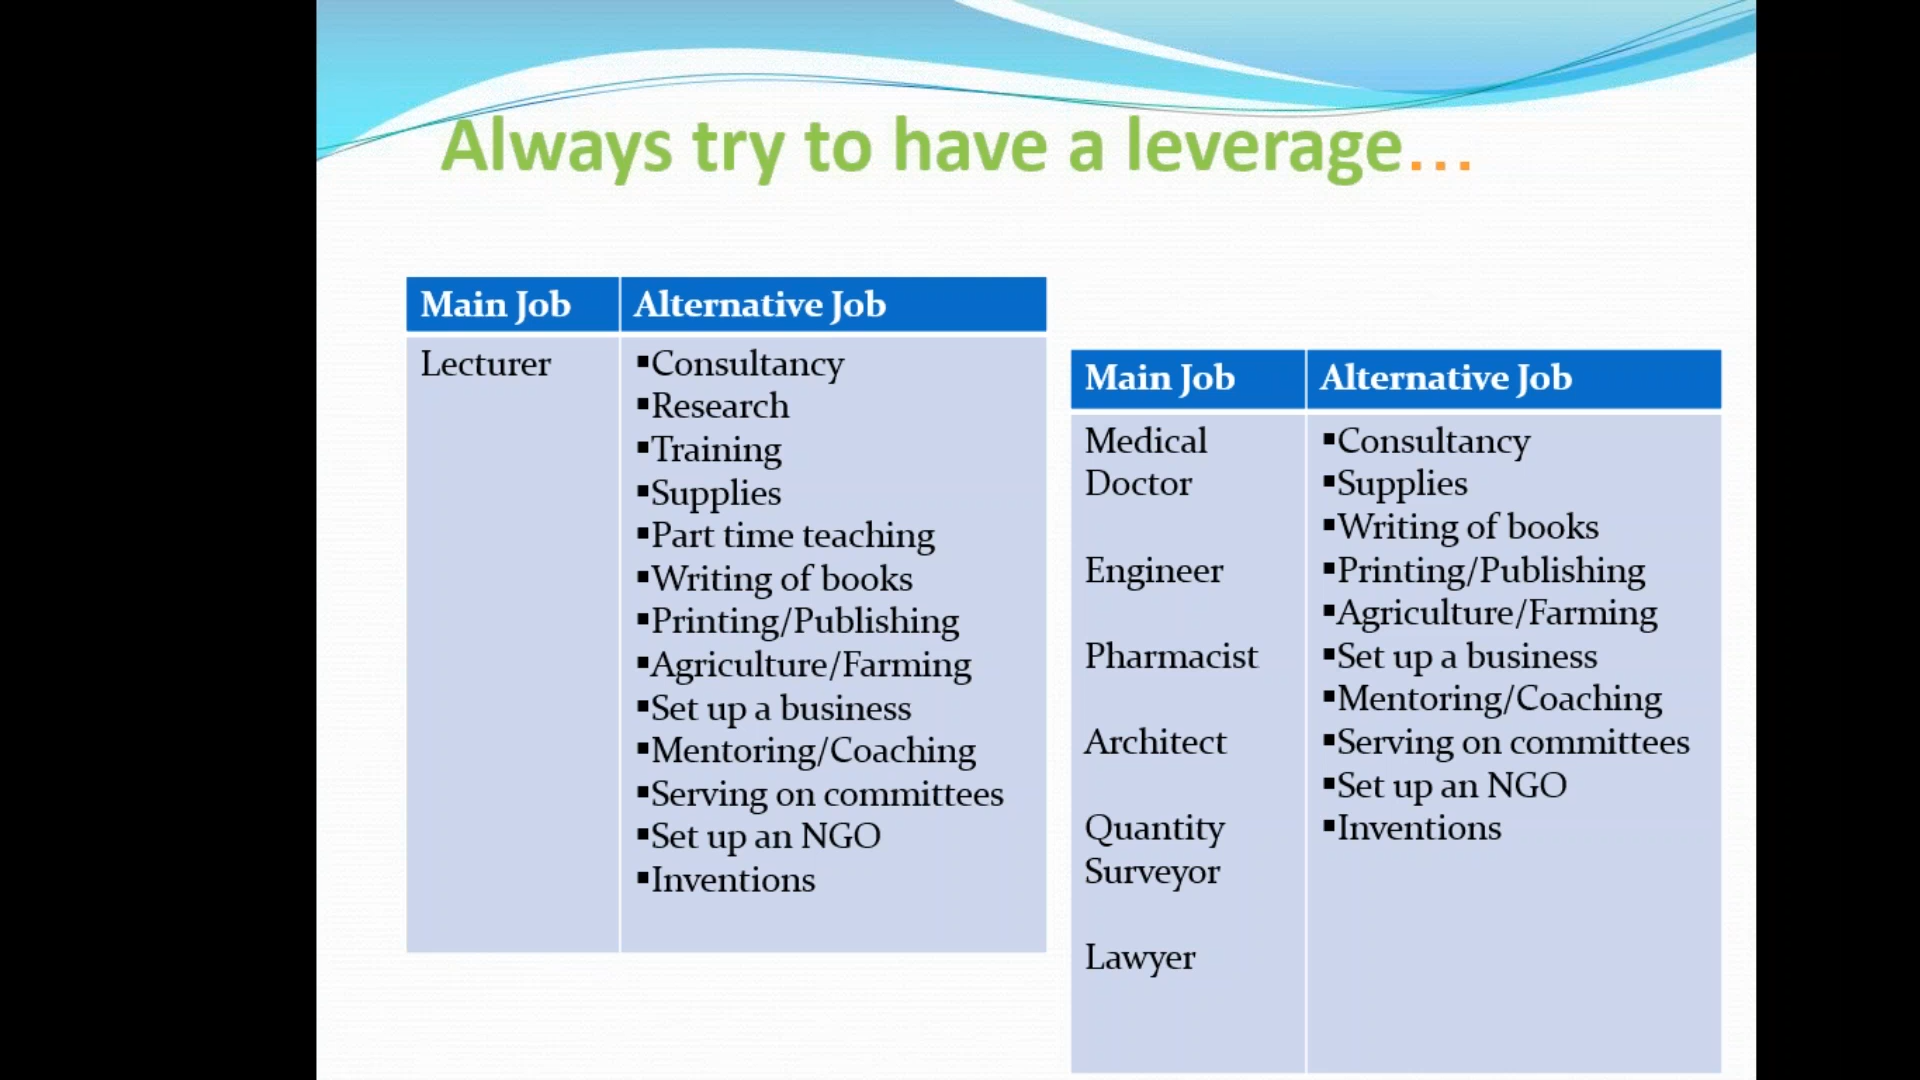 Always try to have a leverage...
Main Job Alternative Job
Lecturer ▪Consultancy
▪Research
▪Training
▪Supplies
▪Part time teaching
▪Writing of books
▪Printing/Publishing
▪Agriculture/Farming
▪Set up a business
▪Mentoring/Coaching
▪Serving on committees
▪Set up an NGO
▪Inventions
Main Job Alternative Job
Medical ▪Consultancy
Doctor ▪Supplies
▪Writing of books
Engineer ▪Printing/Publishing
▪Agriculture/Farming
Pharmacist ▪Set up a business
▪Mentoring/Coaching
Architect ▪Serving on committees
▪Set up an NGO
Quantity ▪Inventions
Surveyor
Lawyer